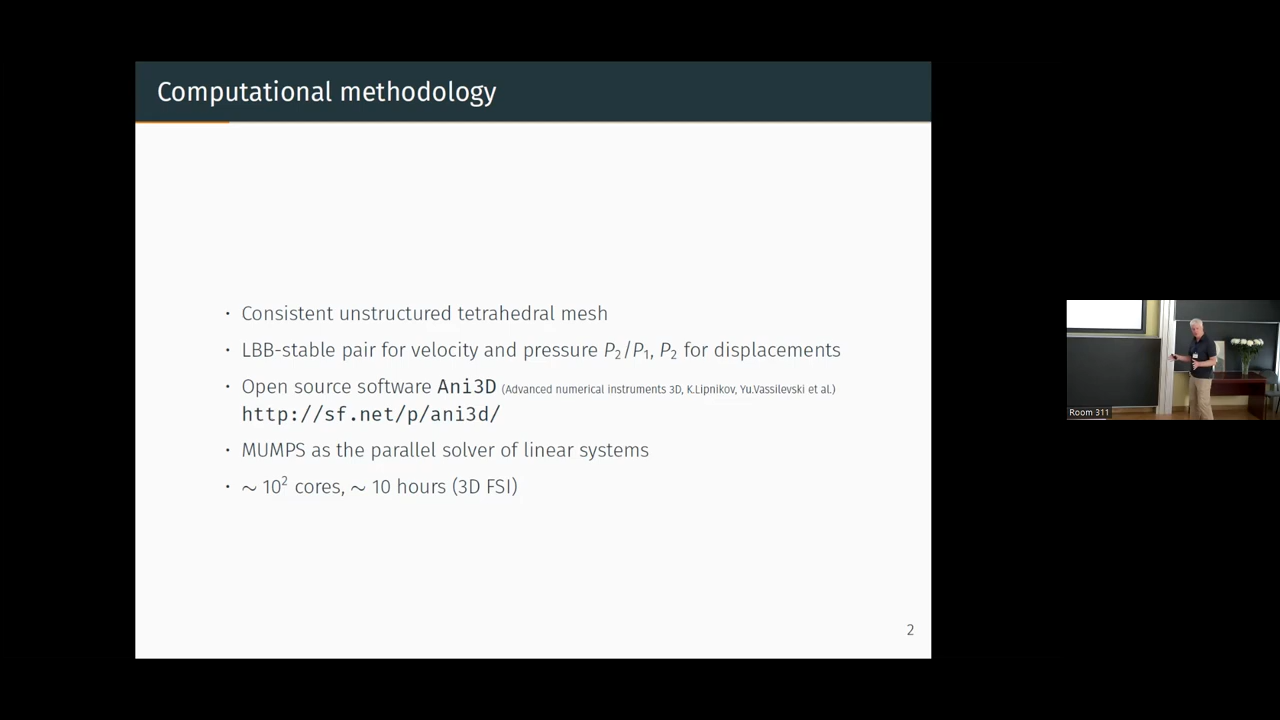 Computational methodology
· Consistent unstructured tetrahedral mesh
· LBB-stable pair for velocity and pressure P₂/P₁, P₂ for displacements
· Open source software Ani3D (Advanced numerical instruments 3D, K.Lipnikov, Yu.Vassilevski et al.)
http://sf.net/p/ani3d/
· MUMPS as the parallel solver of linear systems
· ∼ 10² cores, ∼ 10 hours (3D FSI)
2
Room 311